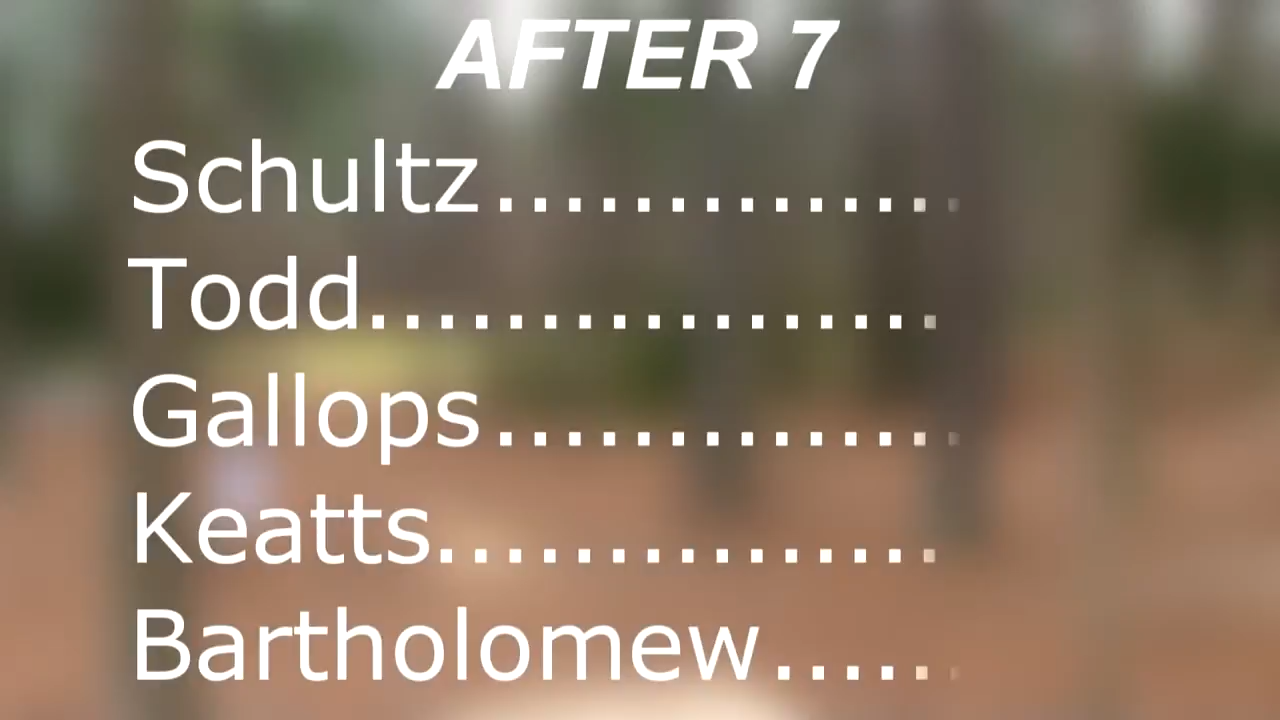 AFTER 7
Schultz..............
Todd.................
Gallops..............
Keatts...............
Bartholomew......